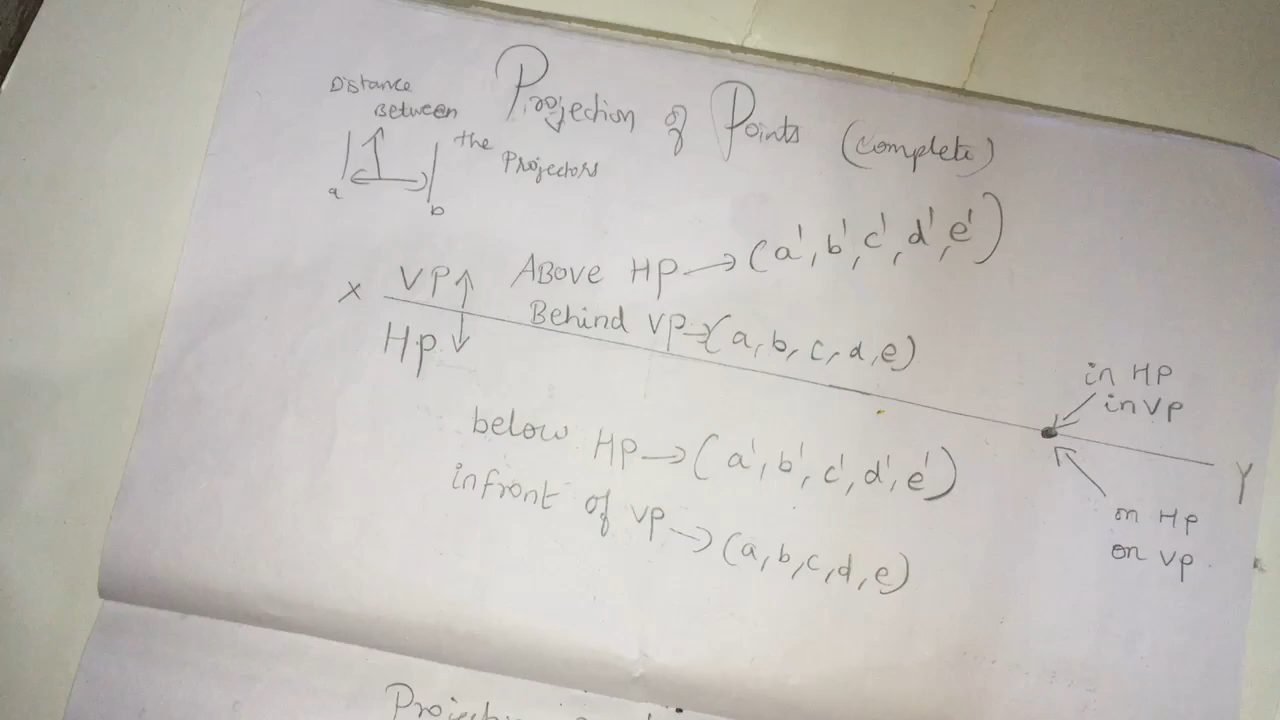 Projection of Points (complete)
Distance
Between
the
Projectors
a
b
X
VP↑
HP↓
Above HP→(a', b', c', d', e')
Behind VP→(a, b, c, d, e)
in HP
in VP
Y
on HP
on VP
below HP→(a', b', c', d', e')
infront of VP→(a, b, c, d, e)